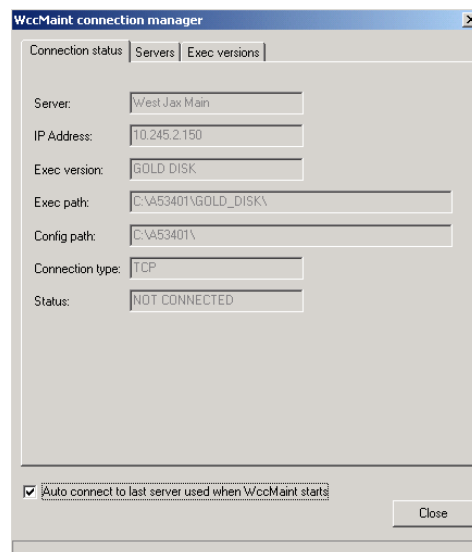 WccMaint connection manager
Connection status Servers Exec versions
Server: West Jax Main
IP Address: 10.245.2.150
Exec version: GOLD DISK
Exec path: C:\A53401\GOLD_DISK\
Config path: C:\A53401\
Connection type: TCP
Status: NOT CONNECTED
Auto connect to last server used when WccMaint starts
Close